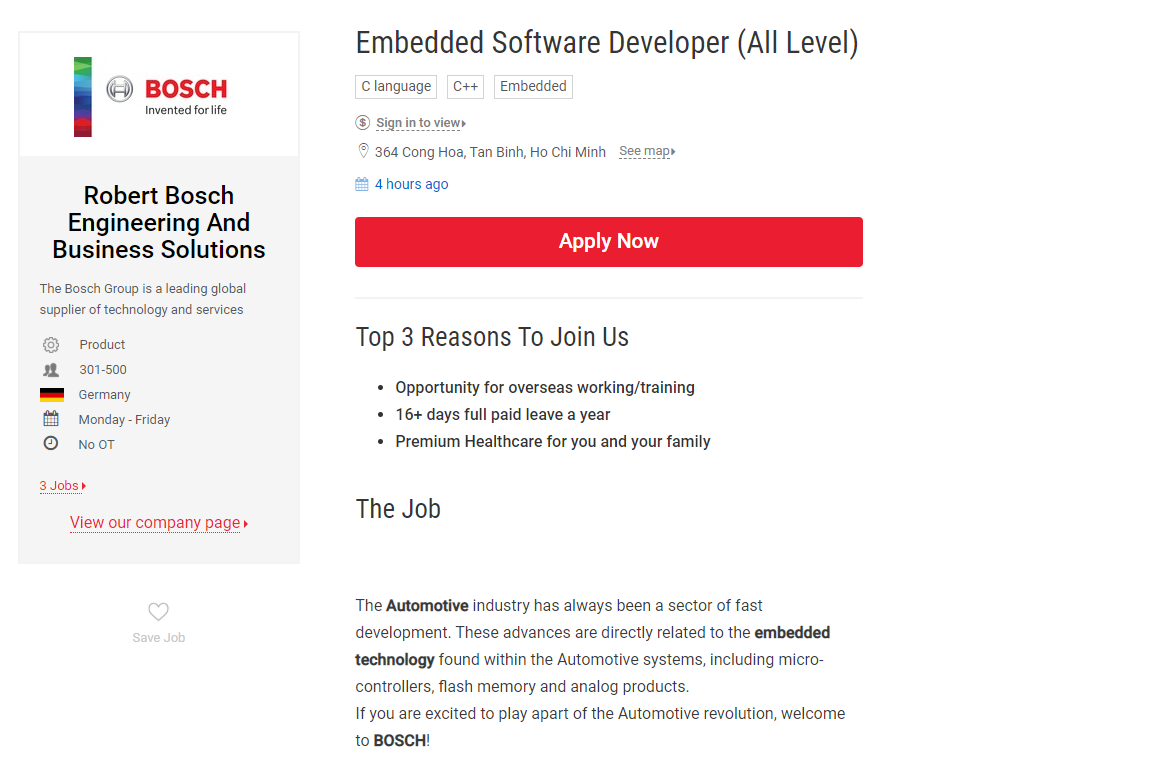 BOSCH
Invented for life
Robert Bosch
Engineering And
Business Solutions
The Bosch Group is a leading global
supplier of technology and services
Product
301-500
Germany
Monday - Friday
No OT
3 Jobs
View our company page
Save Job
Embedded Software Developer (All Level)
C language C++ Embedded
$ Sign in to view
364 Cong Hoa, Tan Binh, Ho Chi Minh See map
4 hours ago
Apply Now
Top 3 Reasons To Join Us
• Opportunity for overseas working/training
• 16+ days full paid leave a year
• Premium Healthcare for you and your family
The Job
The Automotive industry has always been a sector of fast
development. These advances are directly related to the embedded
technology found within the Automotive systems, including micro-
controllers, flash memory and analog products.
If you are excited to play apart of the Automotive revolution, welcome
to BOSCH!